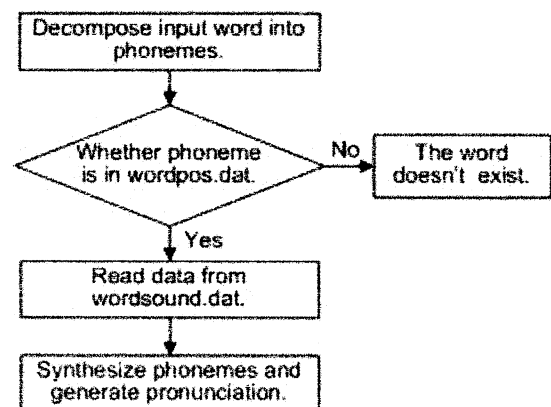 Decompose input word into
phonemes.
Whether phoneme
is in wordpos.dat.
No
The word
doesn't exist.
Yes
Read data from
wordsound.dat.
Synthesize phonemes and
generate pronunciation.